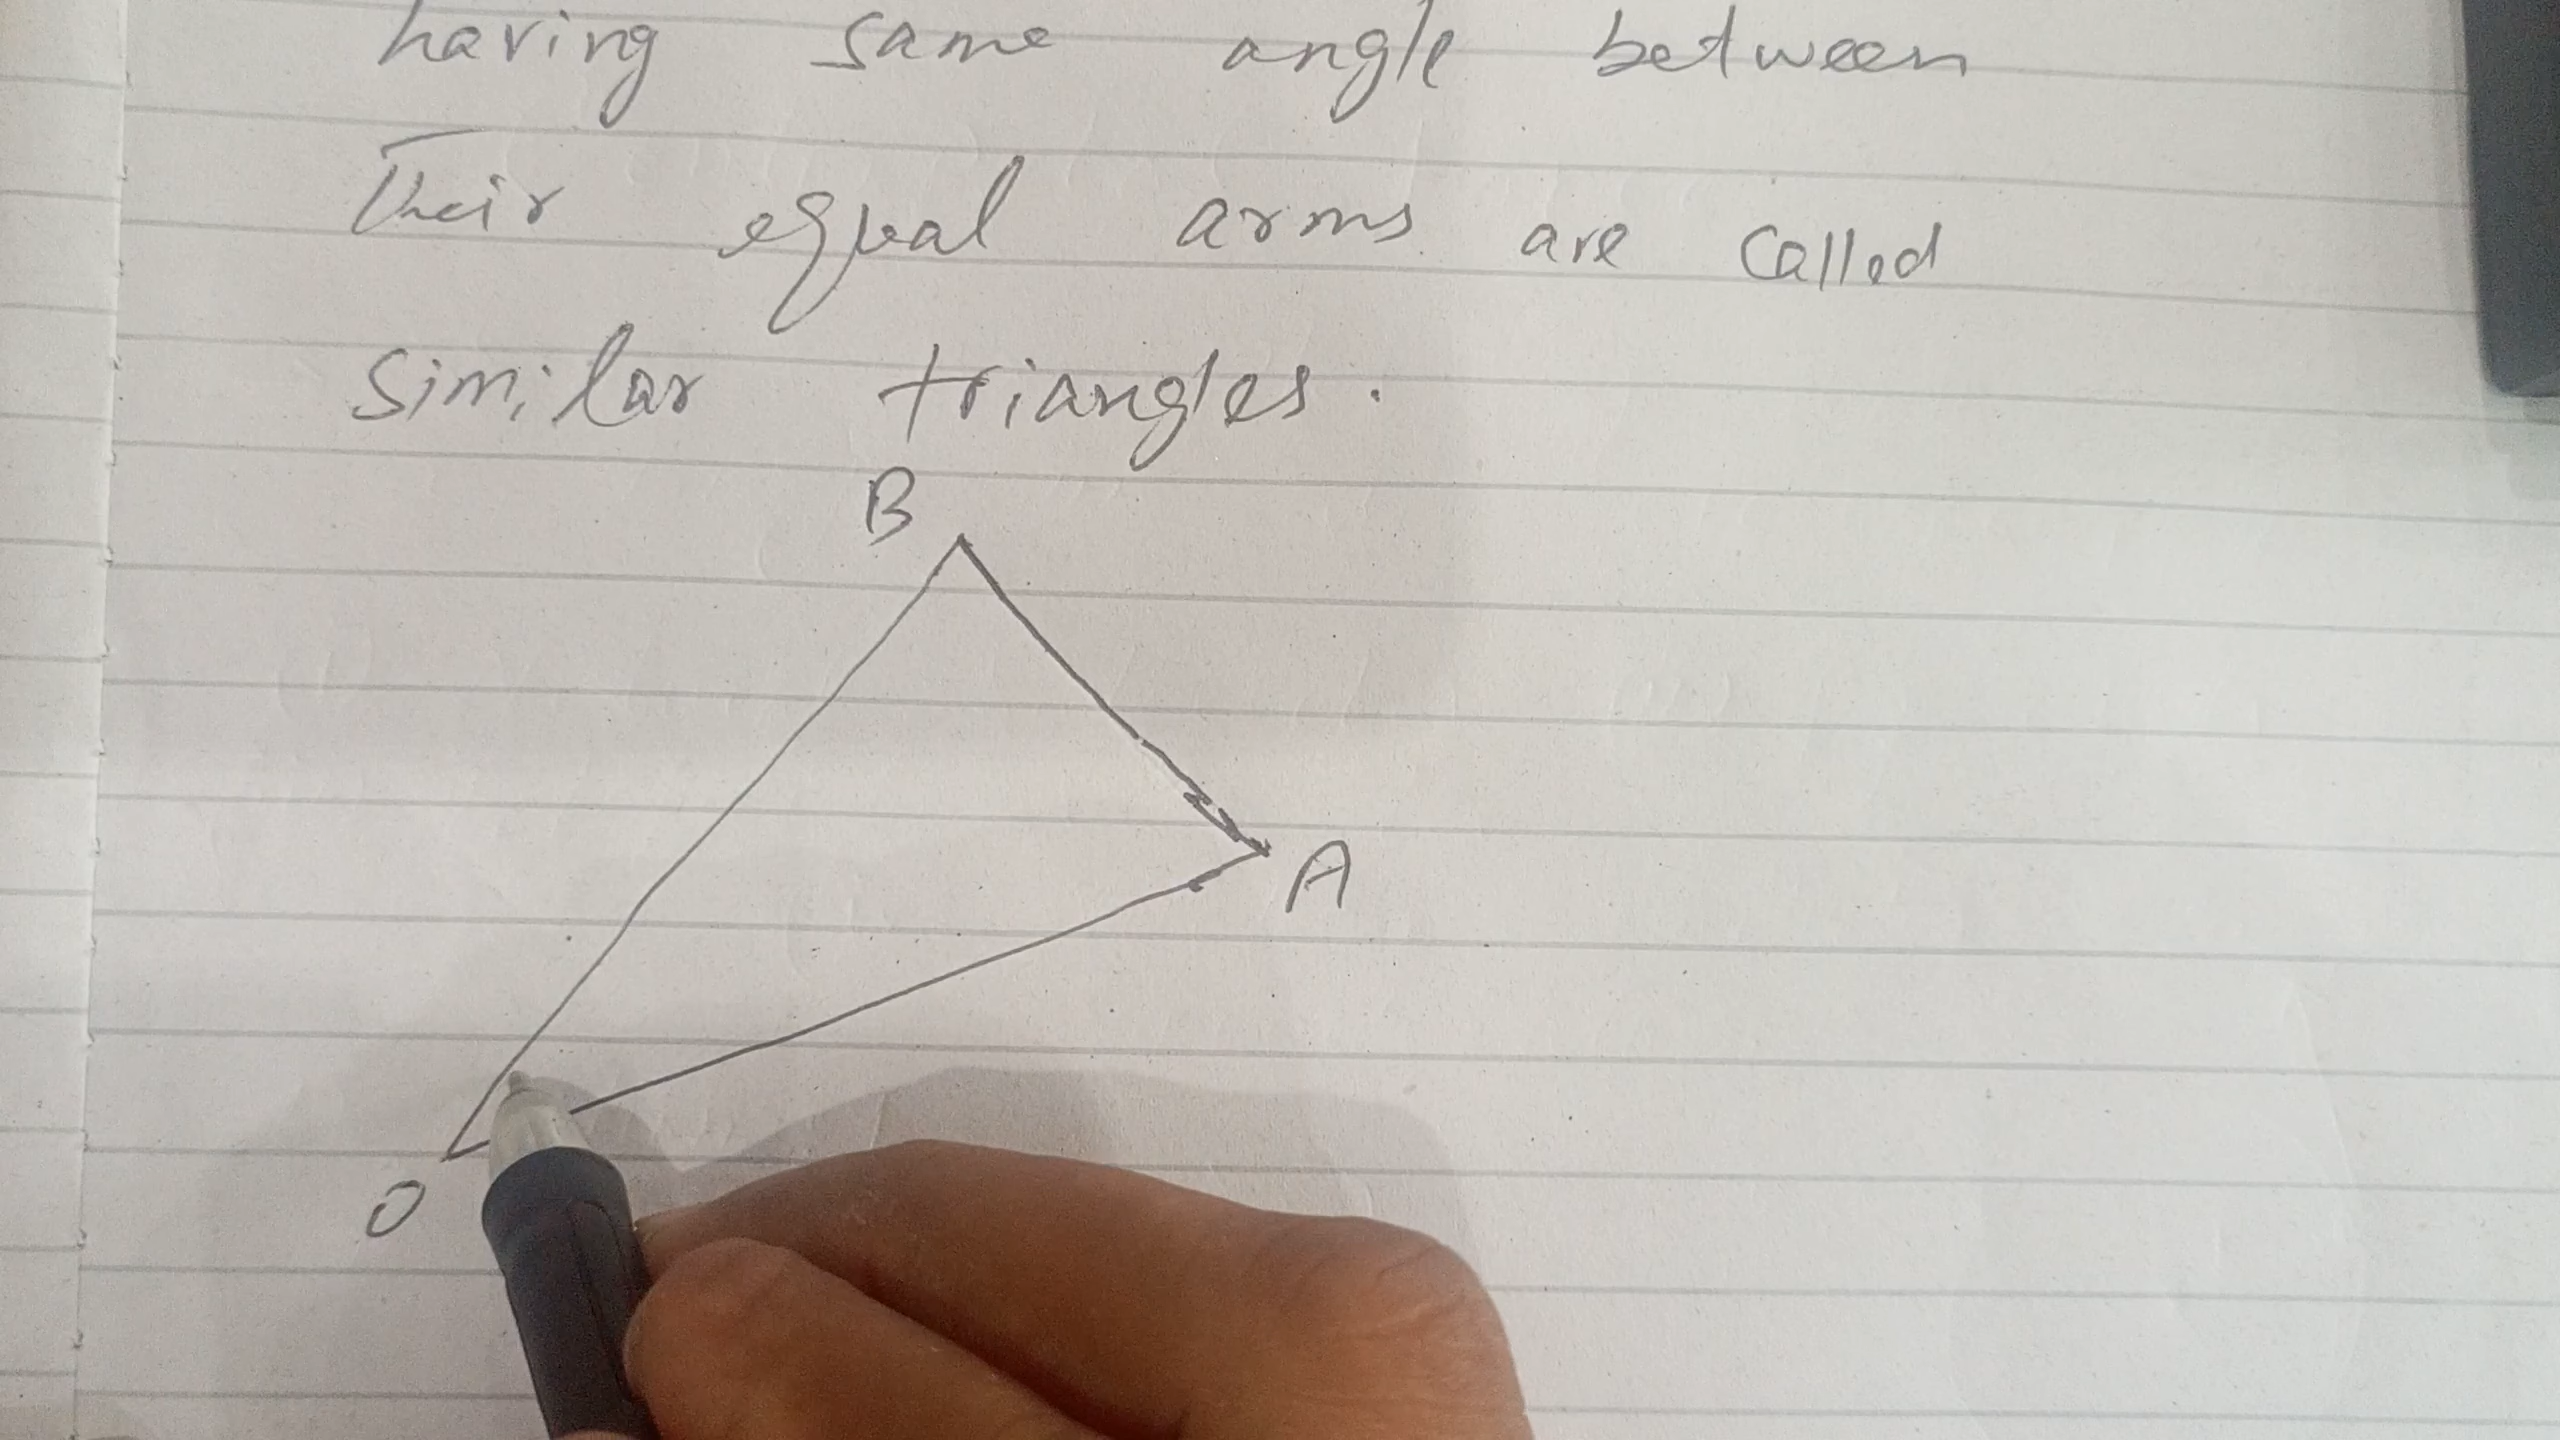 having same angle between
Their equal arms are called
similar triangles.
B
A
O